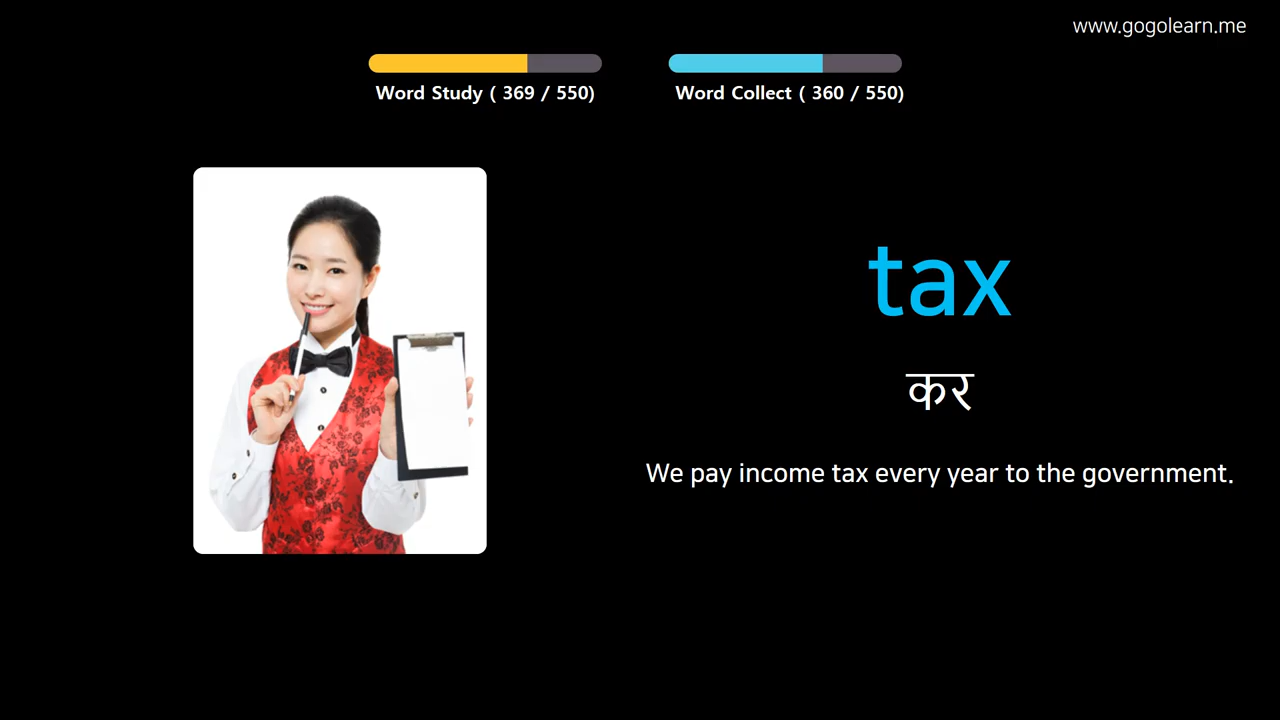 www.gogolearn.me
Word Study ( 369 / 550)
Word Collect ( 360 / 550)
tax
कर
We pay income tax every year to the government.